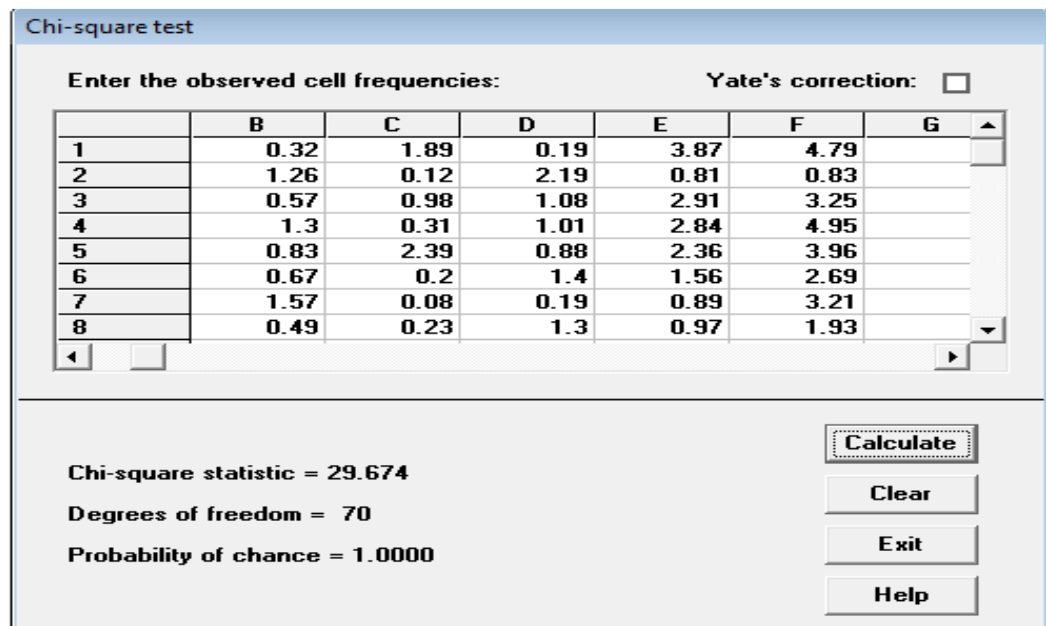 Chi-square test
Enter the observed cell frequencies: Yate's correction:
B C D E F G
1 0.32 1.89 0.19 3.87 4.79
2 1.26 0.12 2.19 0.81 0.83
3 0.57 0.98 1.08 2.91 3.25
4 1.3 0.31 1.01 2.84 4.95
5 0.83 2.39 0.88 2.36 3.96
6 0.67 0.2 1.4 1.56 2.69
7 1.57 0.08 0.19 0.89 3.21
8 0.49 0.23 1.3 0.97 1.93
Calculate
Chi-square statistic = 29.674
Clear
Degrees of freedom = 70
Exit
Probability of chance = 1.0000
Help